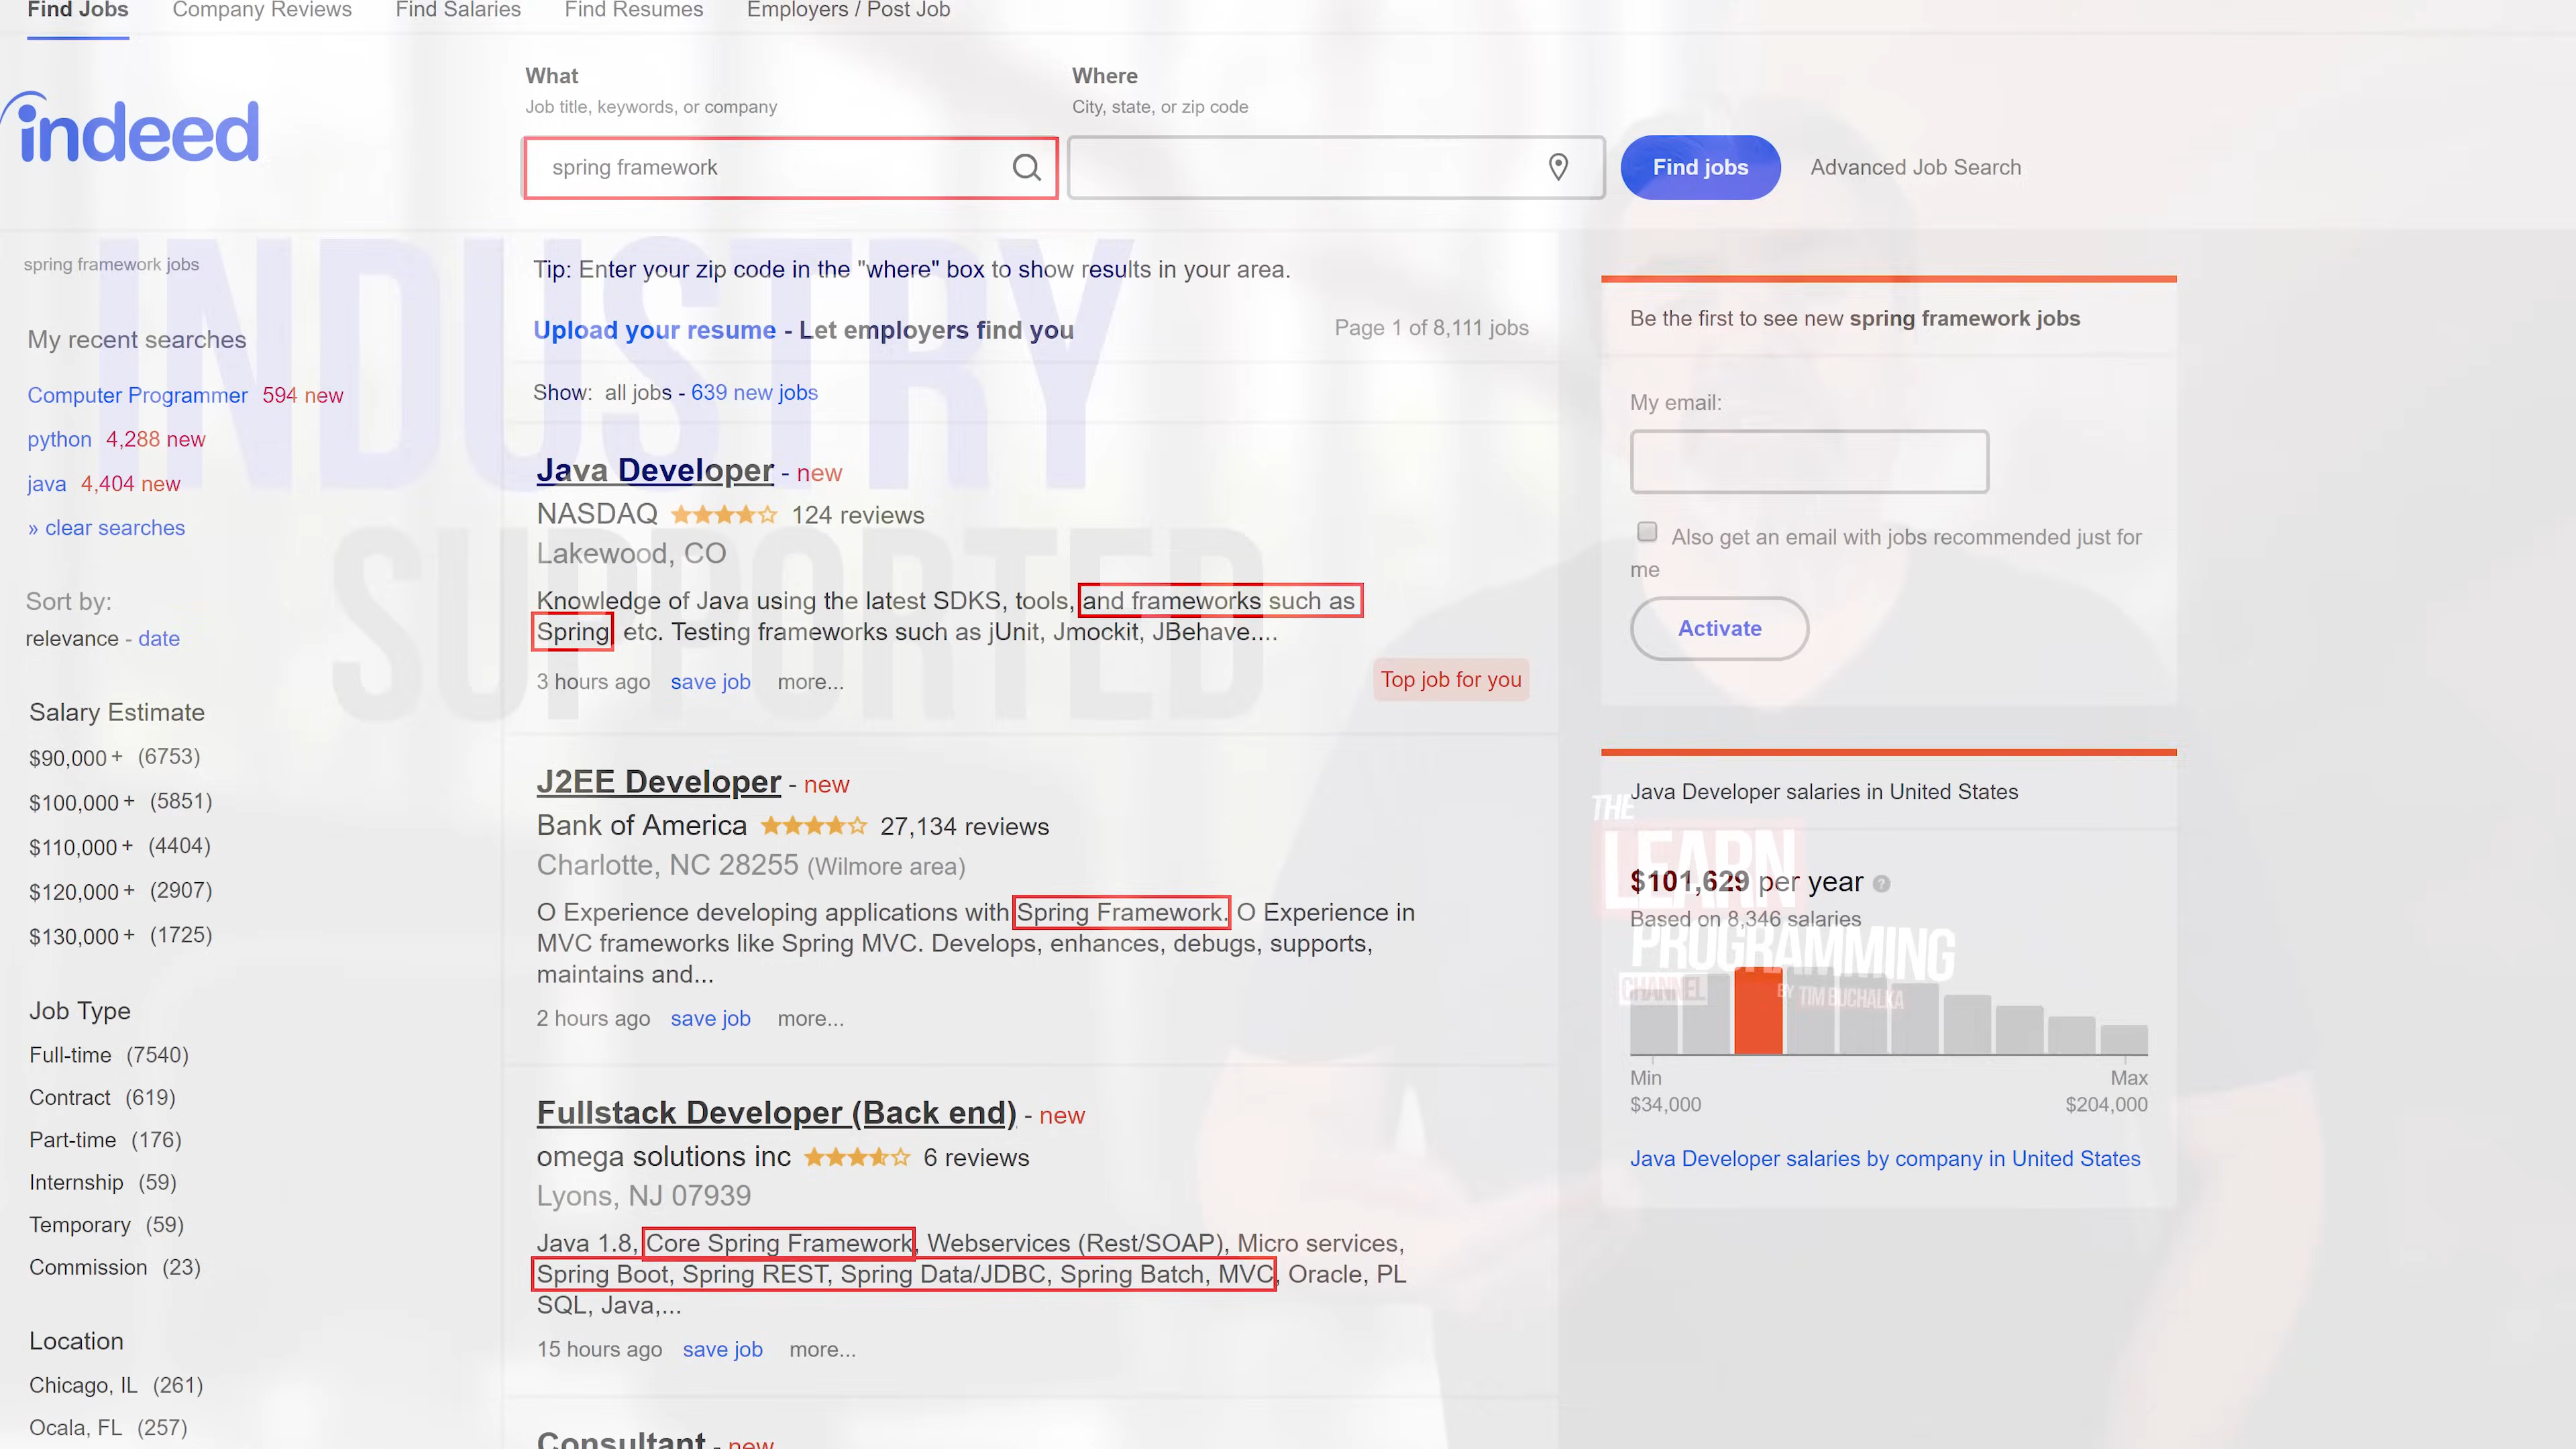 Find Jobs Company Reviews Find Salaries Find Resumes Employers / Post Job
indeed
What
Job title, keywords, or company
spring framework
Where
City, state, or zip code
Find jobs Advanced Job Search
spring framework jobs
My recent searches
Computer Programmer 594 new
python 4,288 new
java 4,404 new
» clear searches
Sort by:
relevance - date
Salary Estimate
$90,000+ (6753)
$100,000+ (5851)
$110,000+ (4404)
$120,000+ (2907)
$130,000+ (1725)
Job Type
Full-time (7540)
Contract (619)
Part-time (176)
Internship (59)
Temporary (59)
Commission (23)
Location
Chicago, IL (261)
Ocala, FL (257)
INDUSTRY
SUPPORTED
Tip: Enter your zip code in the "where" box to show results in your area.
Upload your resume - Let employers find you
Page 1 of 8,111 jobs
Show: all jobs - 639 new jobs
Java Developer - new
NASDAQ 124 reviews
Lakewood, CO
Knowledge of Java using the latest SDKS, tools, and frameworks such as
Spring etc. Testing frameworks such as jUnit, Jmockit, JBehave....
3 hours ago save job more...
Top job for you
J2EE Developer - new
Bank of America 27,134 reviews
Charlotte, NC 28255 (Wilmore area)
O Experience developing applications with Spring Framework. O Experience in
MVC frameworks like Spring MVC. Develops, enhances, debugs, supports,
maintains and...
2 hours ago save job more...
Fullstack Developer (Back end) - new
omega solutions inc 6 reviews
Lyons, NJ 07939
Java 1.8, Core Spring Framework, Webservices (Rest/SOAP), Micro services,
Spring Boot, Spring REST, Spring Data/JDBC, Spring Batch, MVC, Oracle, PL
SQL, Java,...
15 hours ago save job more...
Consultant - new
Be the first to see new spring framework jobs
My email:
Also get an email with jobs recommended just for
me
Activate
Java Developer salaries in United States
$101,629 per year
Based on 8,346 salaries
Min
$34,000
Max
$204,000
Java Developer salaries by company in United States
THE
LEARN
PROGRAMMING
CHANNEL
BY TIM BUCHALKA